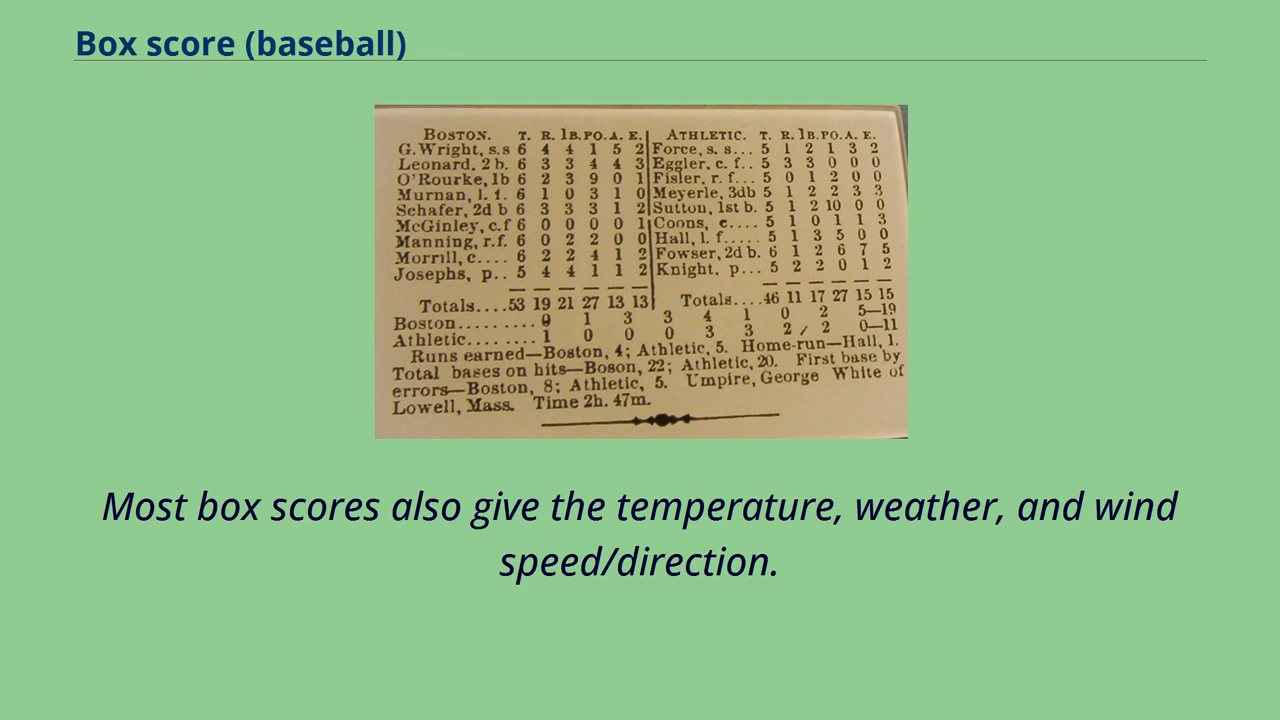 Box score (baseball)
BOSTON. T. R. 1B. PO. A. E. ATHLETIC. T. R. 1B. PO. A. E.
G. Wright, s.s 6 4 4 1 5 2 Force, s. s... 5 1 2 1 3 2
Leonard, 2 b. 6 3 3 4 4 3 Eggler, c. f.. 5 3 3 0 0 0
O'Rourke, 1b 6 2 3 9 0 1 Fisler, r. f... 5 0 1 2 0 0
Murnan, l. f. 6 1 0 3 1 0 Meyerle, 3db 5 1 2 2 3 3
Schafer, 2d b 6 3 3 3 1 2 Sutton, 1st b. 5 1 2 10 0 0
McGinley, c.f 6 0 0 0 0 1 Coons, c.... 5 1 0 1 1 3
Manning, r.f. 6 0 2 2 0 0 Hall, l. f..... 5 1 3 5 0 0
Morrill, c.... 6 2 2 4 1 2 Fowser, 2d b. 6 1 2 6 7 5
Josephs, p.. 5 4 4 1 1 2 Knight, p... 5 2 2 0 1 2
Totals....53 19 21 27 13 13 Totals....46 11 17 27 15 15
Boston.......... 0 1 3 3 4 1 0 2 5—19
Athletic......... 1 0 0 0 3 3 2 2 0—11
Runs earned—Boston, 4; Athletic, 5. Home-run—Hall, 1.
Total bases on hits—Boson, 22; Athletic, 20. First base by
errors—Boston, 8; Athletic, 5. Umpire, George White of
Lowell, Mass. Time 2h. 47m.
Most box scores also give the temperature, weather, and wind
speed/direction.